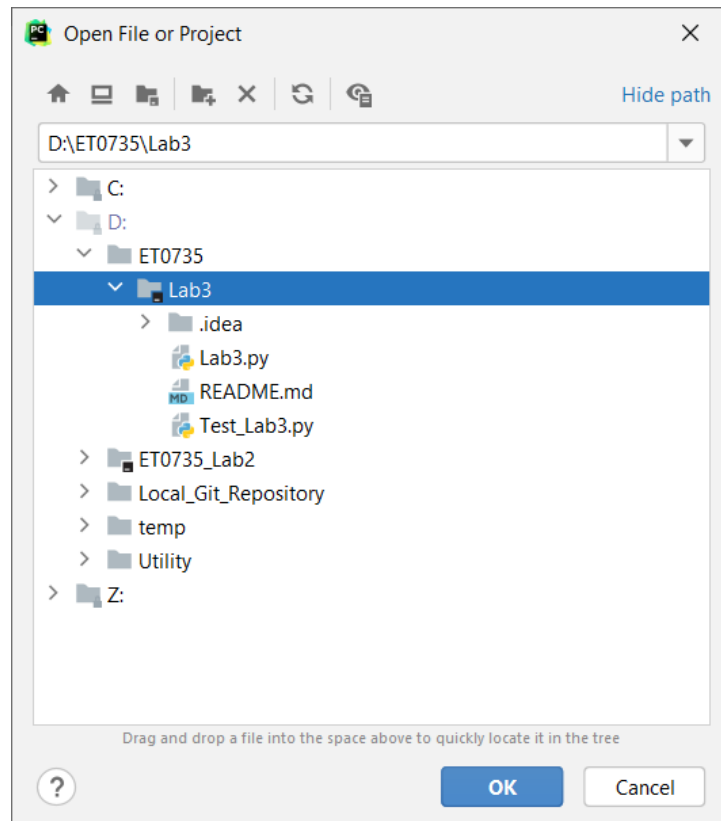 PC Open File or Project
Hide path
D:\ET0735\Lab3
C:
D:
ET0735
Lab3
.idea
Lab3.py
MD README.md
Test_Lab3.py
ET0735_Lab2
Local_Git_Repository
temp
Utility
Z:
Drag and drop a file into the space above to quickly locate it in the tree
? OK Cancel